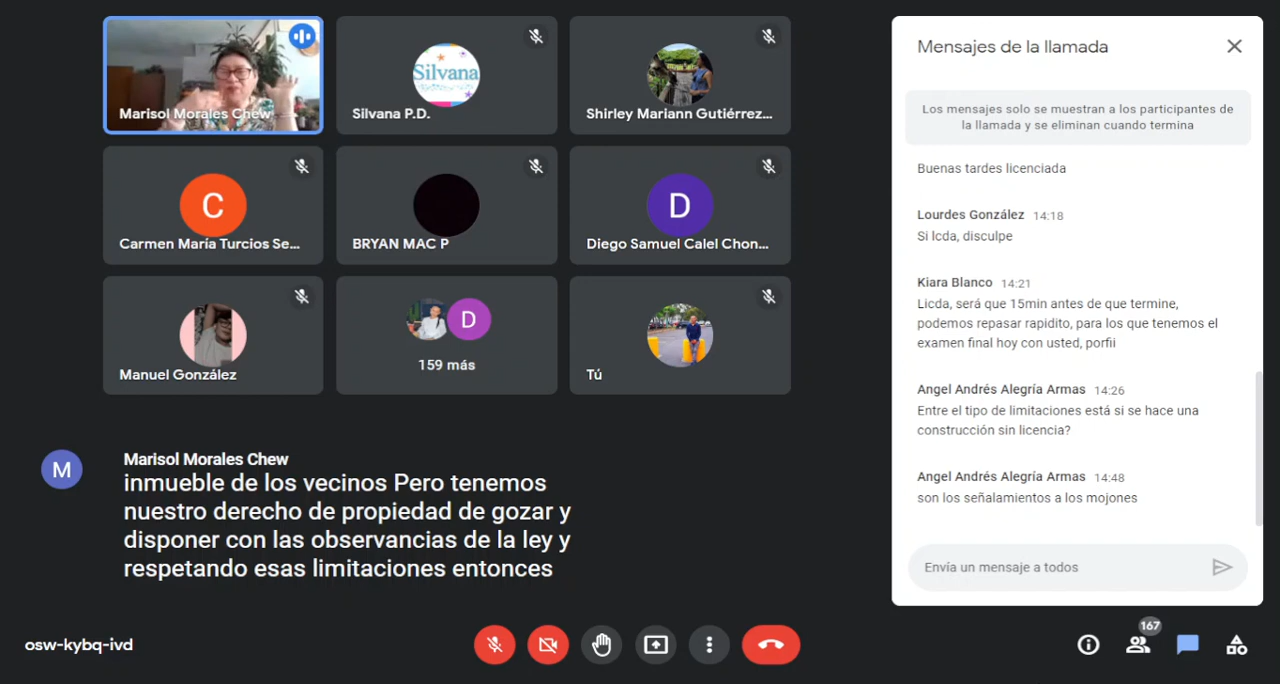 Marisol Morales Chew
Silvana
Silvana P.D.
Shirley Mariann Gutiérrez...
C
Carmen María Turcios Se...
BRYAN MAC P
D
Diego Samuel Calel Chon...
Manuel González
D
159 más
Tú
M
Marisol Morales Chew
inmueble de los vecinos Pero tenemos
nuestro derecho de propiedad de gozar y
disponer con las observancias de la ley y
respetando esas limitaciones entonces
Mensajes de la llamada
Los mensajes solo se muestran a los participantes de
la llamada y se eliminan cuando termina
Buenas tardes licenciada
Lourdes González 14:18
Si lcda, disculpe
Kiara Blanco 14:21
Licda, será que 15min antes de que termine,
podemos repasar rapidito, para los que tenemos el
examen final hoy con usted, porfii
Angel Andrés Alegría Armas 14:26
Entre el tipo de limitaciones está si se hace una
construcción sin licencia?
Angel Andrés Alegría Armas 14:48
son los señalamientos a los mojones
Envía un mensaje a todos
osw-kybq-ivd
167